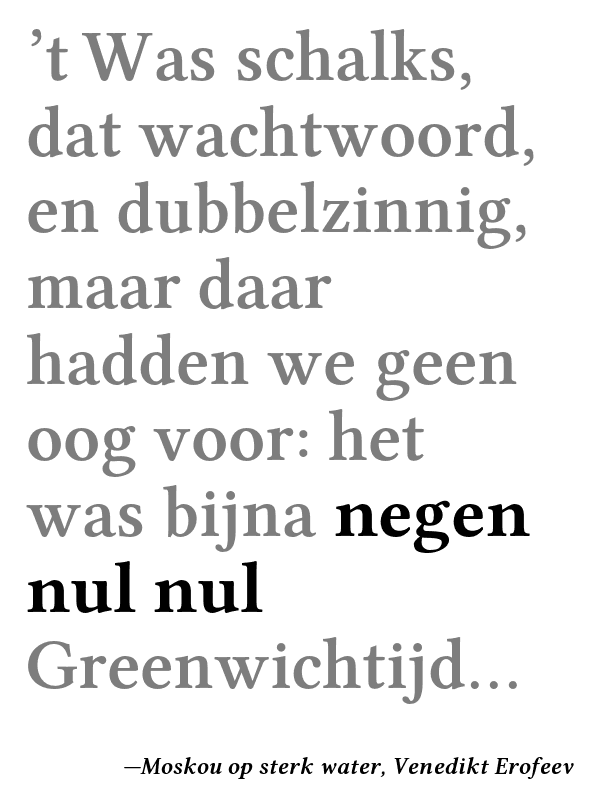 ’t Was schalks,
dat wachtwoord,
en dubbelzinnig,
maar daar
hadden we geen
oog voor: het
was bijna negen
nul nul
Greenwichtijd…
—Moskou op sterk water, Venedikt Erofeev